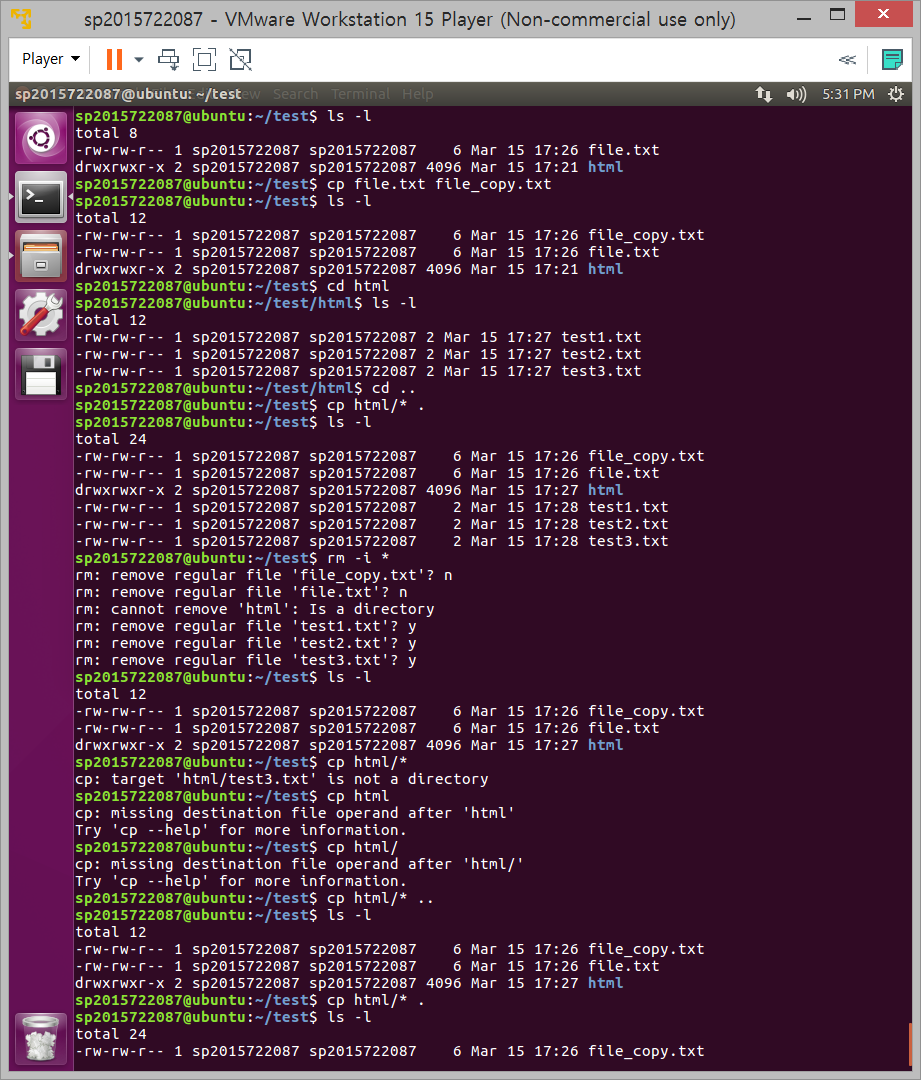 sp2015722087 - VMware Workstation 15 Player (Non-commercial use only)
Player
sp2015722087@ubuntu: ~/test Search Terminal Help 5:31 PM
sp2015722087@ubuntu:~/test$ ls -l
total 8
-rw-rw-r-- 1 sp2015722087 sp2015722087    6 Mar 15 17:26 file.txt
drwxrwxr-x 2 sp2015722087 sp2015722087 4096 Mar 15 17:21 html
sp2015722087@ubuntu:~/test$ cp file.txt file_copy.txt
sp2015722087@ubuntu:~/test$ ls -l
total 12
-rw-rw-r-- 1 sp2015722087 sp2015722087    6 Mar 15 17:26 file_copy.txt
-rw-rw-r-- 1 sp2015722087 sp2015722087    6 Mar 15 17:26 file.txt
drwxrwxr-x 2 sp2015722087 sp2015722087 4096 Mar 15 17:21 html
sp2015722087@ubuntu:~/test$ cd html
sp2015722087@ubuntu:~/test/html$ ls -l
total 12
-rw-rw-r-- 1 sp2015722087 sp2015722087 2 Mar 15 17:27 test1.txt
-rw-rw-r-- 1 sp2015722087 sp2015722087 2 Mar 15 17:27 test2.txt
-rw-rw-r-- 1 sp2015722087 sp2015722087 2 Mar 15 17:27 test3.txt
sp2015722087@ubuntu:~/test/html$ cd ..
sp2015722087@ubuntu:~/test$ cp html/* .
sp2015722087@ubuntu:~/test$ ls -l
total 24
-rw-rw-r-- 1 sp2015722087 sp2015722087    6 Mar 15 17:26 file_copy.txt
-rw-rw-r-- 1 sp2015722087 sp2015722087    6 Mar 15 17:26 file.txt
drwxrwxr-x 2 sp2015722087 sp2015722087 4096 Mar 15 17:27 html
-rw-rw-r-- 1 sp2015722087 sp2015722087    2 Mar 15 17:28 test1.txt
-rw-rw-r-- 1 sp2015722087 sp2015722087    2 Mar 15 17:28 test2.txt
-rw-rw-r-- 1 sp2015722087 sp2015722087    2 Mar 15 17:28 test3.txt
sp2015722087@ubuntu:~/test$ rm -i *
rm: remove regular file 'file_copy.txt'? n
rm: remove regular file 'file.txt'? n
rm: cannot remove 'html': Is a directory
rm: remove regular file 'test1.txt'? y
rm: remove regular file 'test2.txt'? y
rm: remove regular file 'test3.txt'? y
sp2015722087@ubuntu:~/test$ ls -l
total 12
-rw-rw-r-- 1 sp2015722087 sp2015722087    6 Mar 15 17:26 file_copy.txt
-rw-rw-r-- 1 sp2015722087 sp2015722087    6 Mar 15 17:26 file.txt
drwxrwxr-x 2 sp2015722087 sp2015722087 4096 Mar 15 17:27 html
sp2015722087@ubuntu:~/test$ cp html/*
cp: target 'html/test3.txt' is not a directory
sp2015722087@ubuntu:~/test$ cp html
cp: missing destination file operand after 'html'
Try 'cp --help' for more information.
sp2015722087@ubuntu:~/test$ cp html/
cp: missing destination file operand after 'html/'
Try 'cp --help' for more information.
sp2015722087@ubuntu:~/test$ cp html/* ..
sp2015722087@ubuntu:~/test$ ls -l
total 12
-rw-rw-r-- 1 sp2015722087 sp2015722087    6 Mar 15 17:26 file_copy.txt
-rw-rw-r-- 1 sp2015722087 sp2015722087    6 Mar 15 17:26 file.txt
drwxrwxr-x 2 sp2015722087 sp2015722087 4096 Mar 15 17:27 html
sp2015722087@ubuntu:~/test$ cp html/* .
sp2015722087@ubuntu:~/test$ ls -l
total 24
-rw-rw-r-- 1 sp2015722087 sp2015722087    6 Mar 15 17:26 file_copy.txt